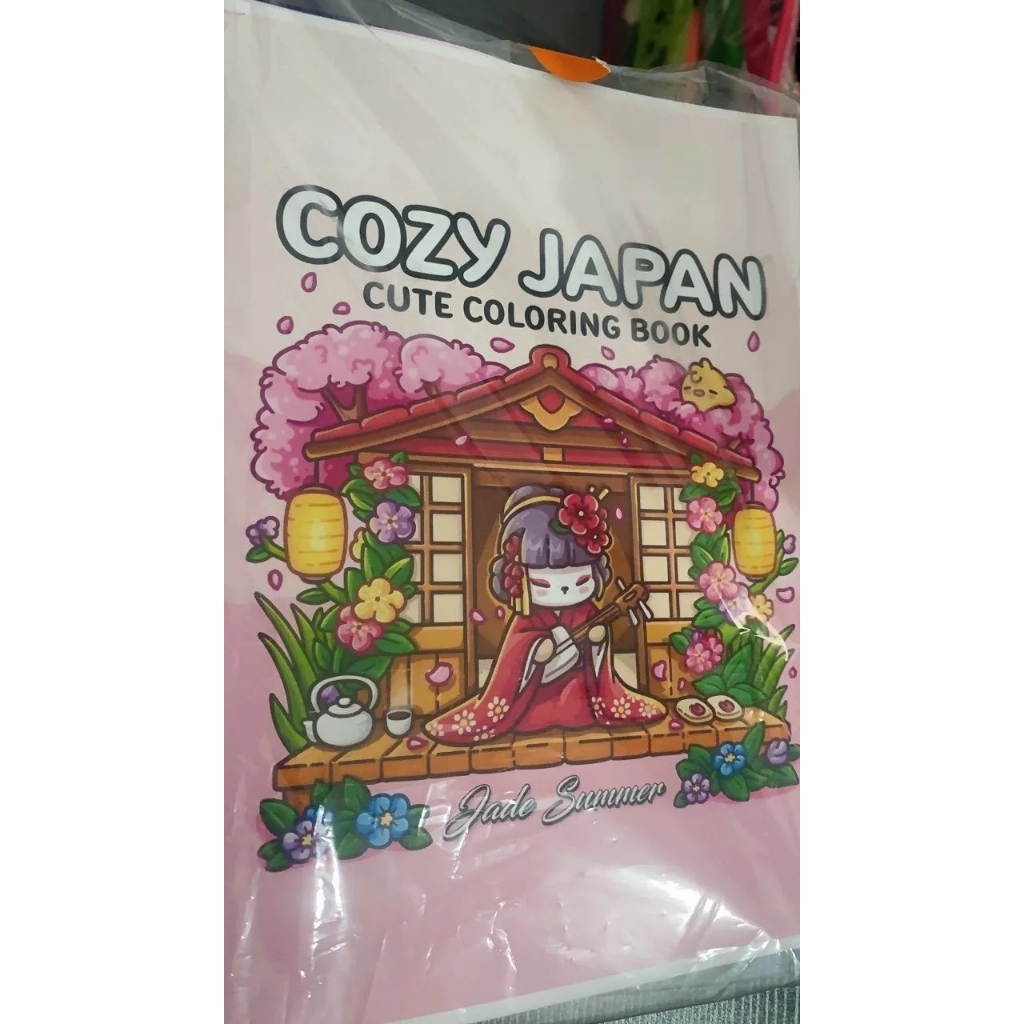 COZY JAPAN
CUTE COLORING BOOK
Jade Summer